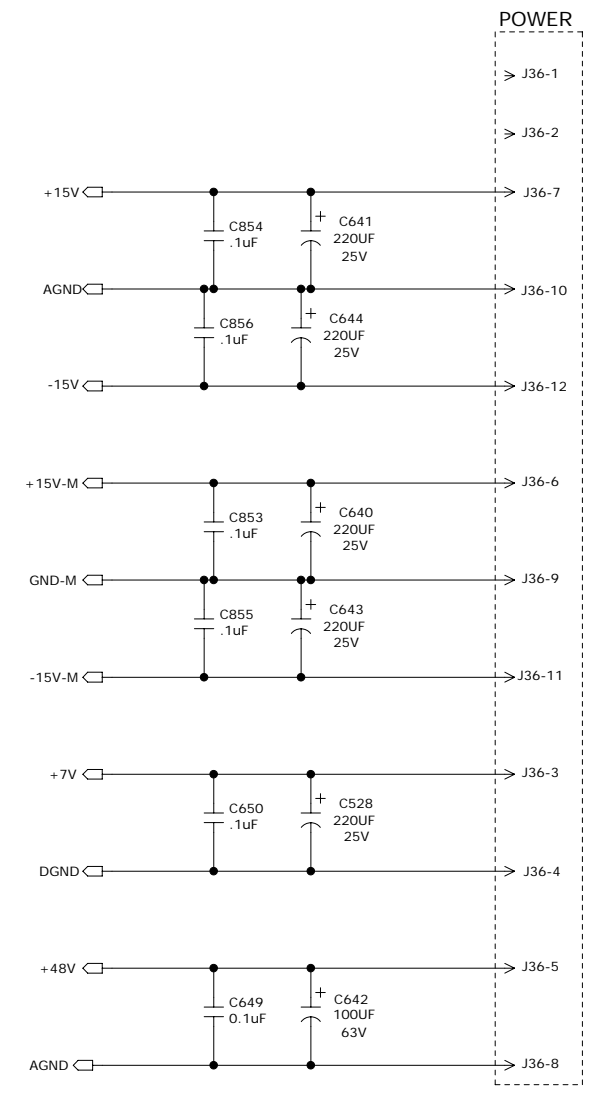 POWER
J36-1
J36-2
+15V
J36-7
C854
.1uF
+
C641
220UF
25V
AGND
J36-10
C856
.1uF
+
C644
220UF
25V
-15V
J36-12
+15V-M
J36-6
C853
.1uF
+
C640
220UF
25V
GND-M
J36-9
C855
.1uF
+
C643
220UF
25V
-15V-M
J36-11
+7V
J36-3
C650
.1uF
+
C528
220UF
25V
DGND
J36-4
+48V
J36-5
C649
0.1uF
+
C642
100UF
63V
AGND
J36-8